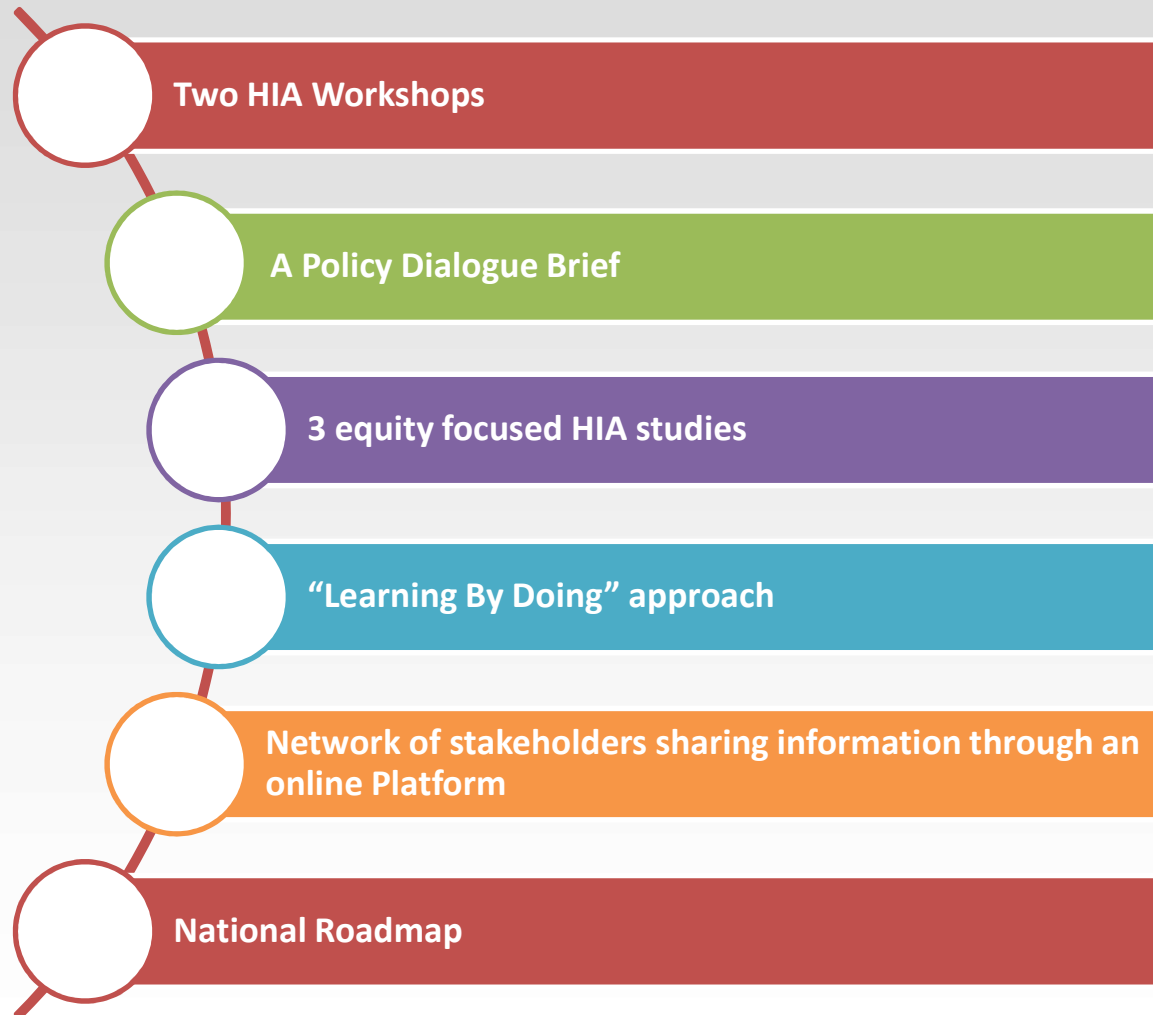 Two HIA Workshops
A Policy Dialogue Brief
3 equity focused HIA studies
“Learning By Doing” approach
Network of stakeholders sharing information through an
online Platform
National Roadmap